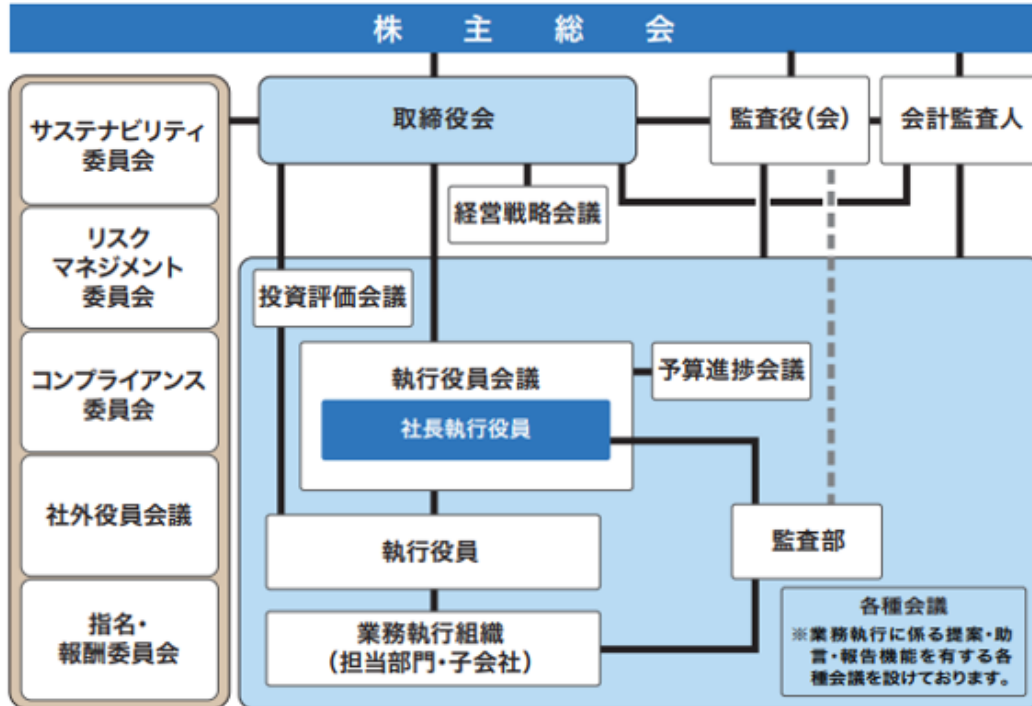 株主総会
サステナビリティ
委員会
リスク
マネジメント
委員会
コンプライアンス
委員会
社外役員会議
指名・
報酬委員会
取締役会
監査役(会)
会計監査人
経営戦略会議
投資評価会議
執行役員会議
社長執行役員
予算進捗会議
執行役員
監査部
業務執行組織
(担当部門・子会社)
各種会議
※業務執行に係る提案・助
言・報告機能を有する各
種会議を設けております。